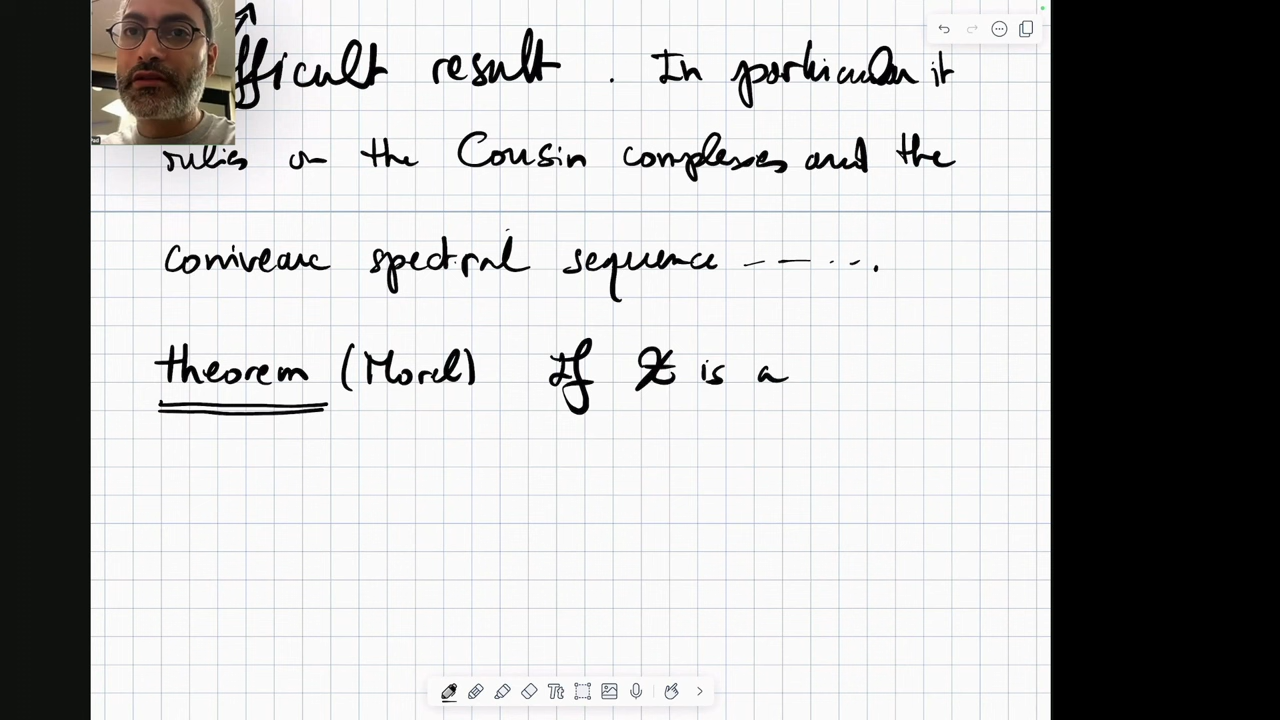 fficult result. In particular it
relies on the Cousin complexes and the
coniveau spectral sequence - - - - .
theorem (Morel) If X is a
Tt